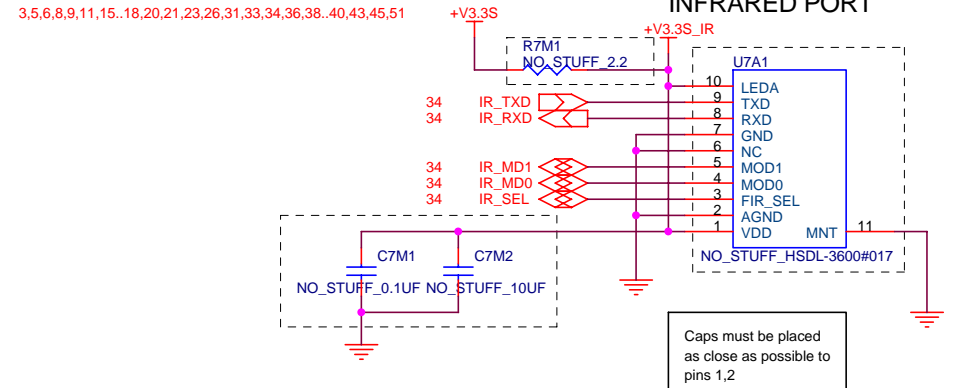 INFRARED PORT
3,5,6,8,9,11,15..18,20,21,23,26,31,33,34,36,38..40,43,45,51
+V3.3S
+V3.3S_IR
R7M1
NO_STUFF_2.2
U7A1
10 LEDA
34 IR_TXD 9 TXD
34 IR_RXD 8 RXD
7 GND
6 NC
34 IR_MD1 5 MOD1
34 IR_MD0 4 MOD0
34 IR_SEL 3 FIR_SEL
2 AGND
1 VDD MNT 11
NO_STUFF_HSDL-3600#017
C7M1 C7M2
NO_STUFF_0.1UF NO_STUFF_10UF
Caps must be placed
as close as possible to
pins 1,2